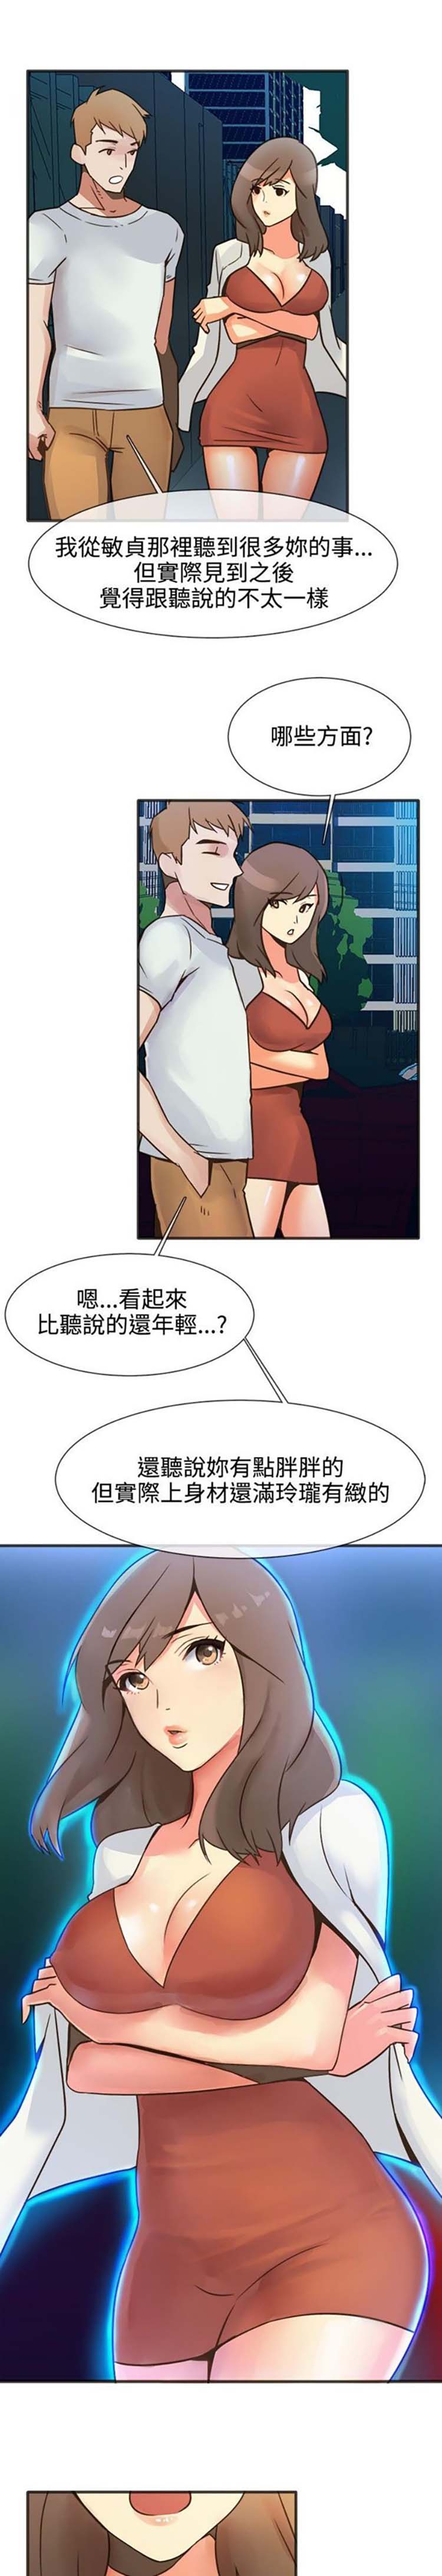 我從敏貞那裡聽到很多妳的事...
但實際見到之後
覺得跟聽說的不太一樣
哪些方面?
嗯...看起來
比聽說的還年輕...?
還聽說妳有點胖胖的
但實際上身材還滿玲瓏有緻的